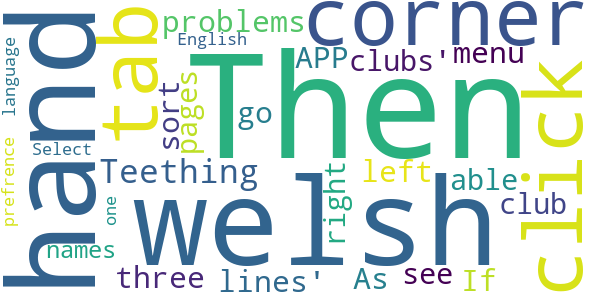 hand
Then
welsh
corner
click
tab
problems
English
APP
clubs'
menu
language
sort
pages
go
Select
Teething
left
able
prefrence
one
right
club
names
three
lines'
As
see
If